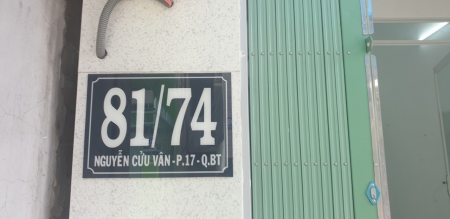 81/74
NGUYỄN CỬU VÂN - P.17 - Q.BT